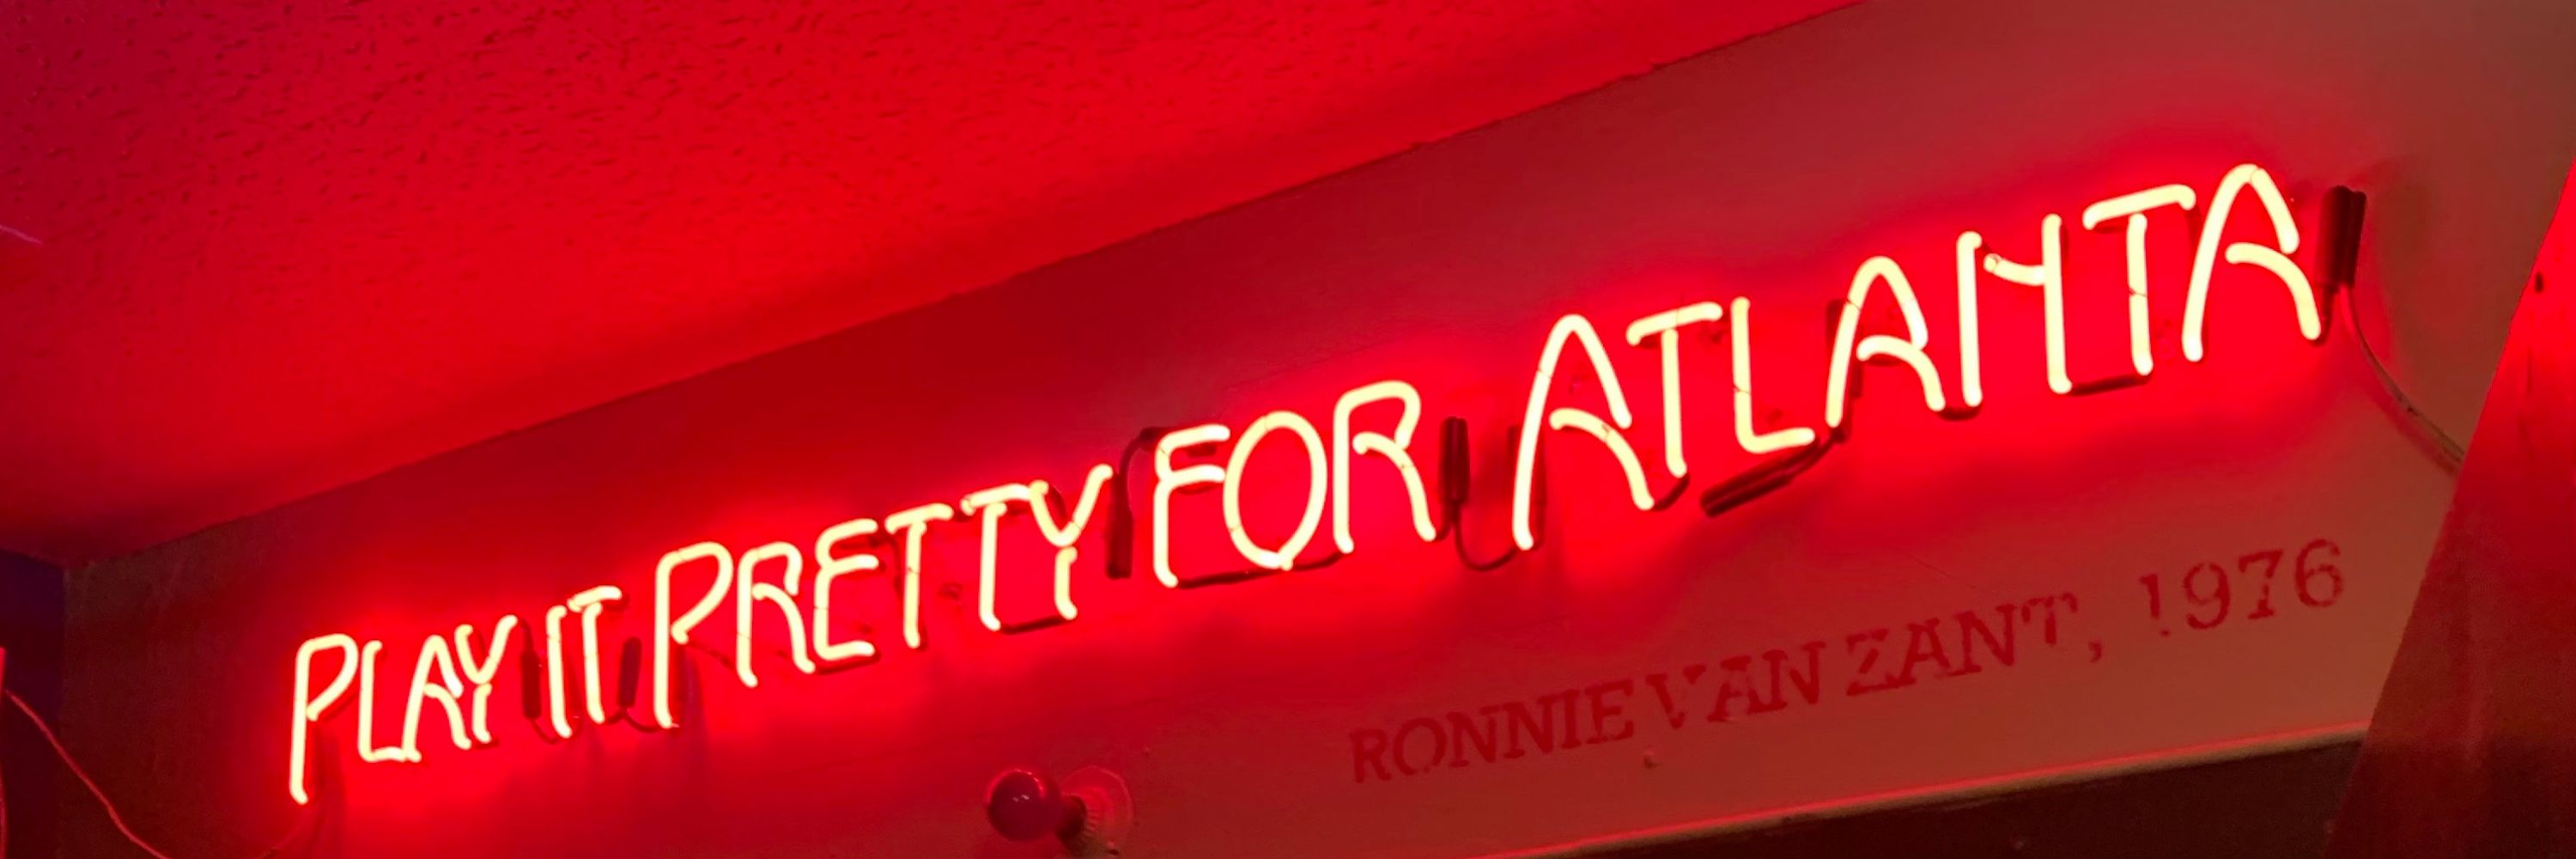 PLAY IT PRETTY FOR ATLANTA
RONNIE VAN ZANT, 1976